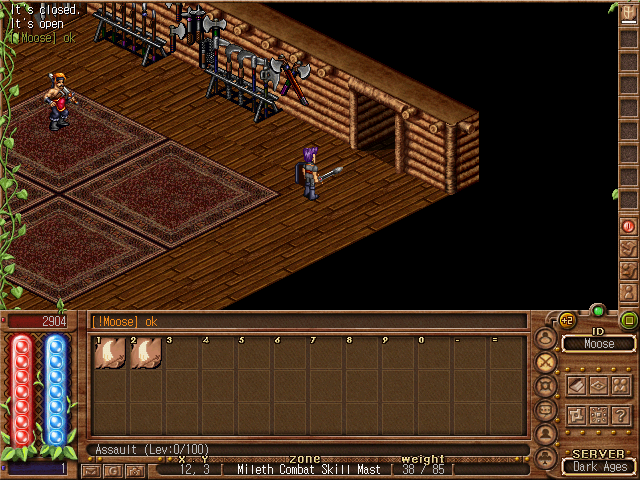 It's closed.
It's open
[!Moose] ok
2904
[!Moose] ok
+2
ID
Moose
1 2 3 4 5 6 7 8 9 0 - =
Assault (Lev:0/100)
X Y zone weight
1
G
12, 3 [ Mileth Combat Skill Mast [ 38 / 85 [
?
SERVER
Dark Ages